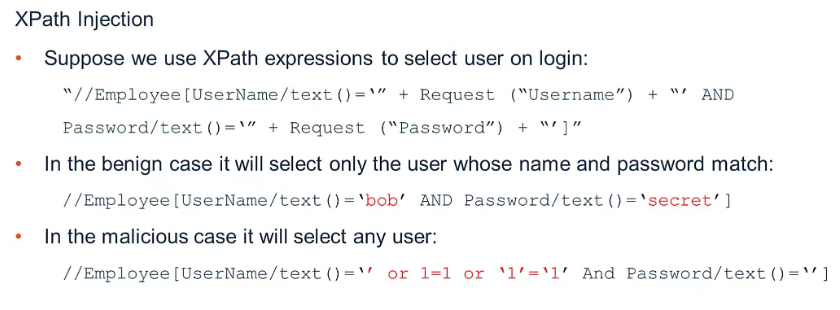 XPath Injection
• Suppose we use XPath expressions to select user on login:
“//Employee[UserName/text()=‘” + Request (“Username”) + “’ AND
Password/text()=‘” + Request (“Password”) + “’]”
• In the benign case it will select only the user whose name and password match:
//Employee[UserName/text()=‘bob’ AND Password/text()=‘secret’]
• In the malicious case it will select any user:
//Employee[UserName/text()=‘’ or 1=1 or ‘1’=‘1’ And Password/text()=‘’]